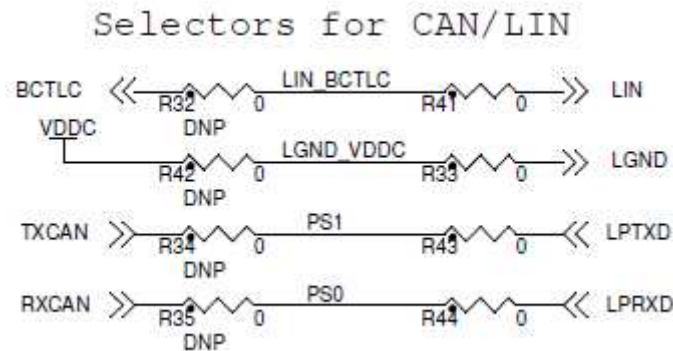 Selectors for CAN/LIN
BCTLC R32 0 LIN_BCTLC R41 0 LIN
DNP
VDDC
R42 0 LGND_VDDC R33 0 LGND
DNP
TXCAN R34 0 PS1 R43 0 LPTXD
DNP
RXCAN R35 0 PS0 R44 0 LPRXD
DNP